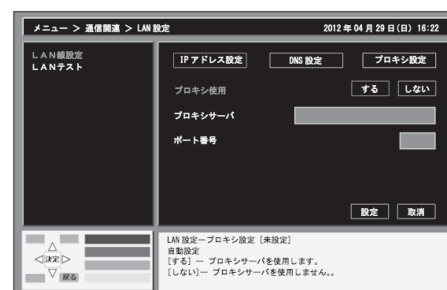 メニュー > 通信関連 > LAN 設定 2012 年 04 月 29 日(日) 16:22
LAN線設定
LANテスト
IP アドレス設定 DNS 設定 プロキシ設定
プロキシ使用 する しない
プロキシサーバ
ポート番号
設定 取消
決定
戻る
LAN 設定ープロキシ設定 [未設定]
自動設定
[する] ー プロキシサーバを使用します。
[しない]ー プロキシサーバを使用しません。。